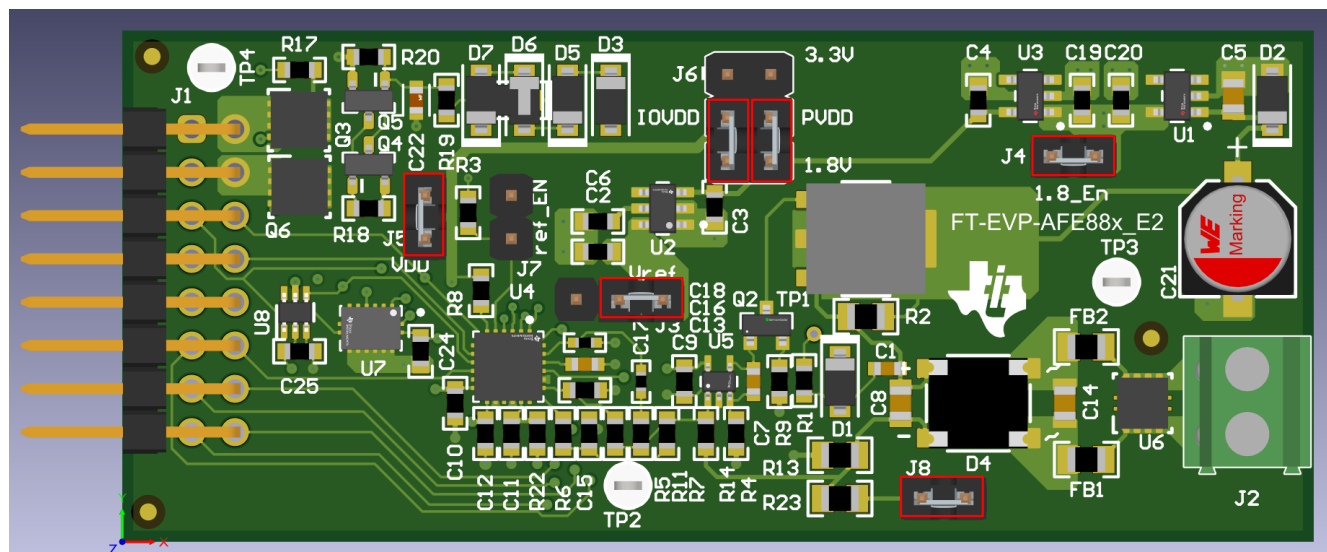 TP4
R17
R20
D7
D6
D5
D3
J6
3.3V
C4
U3
C19
C20
C5
D2
J1
Q3
Q5
Q4
C22
R19
IOVDD
PVDD
U1
+
J4
1.8V
R3
1.8_En
Q6
R18
J5
VDD
ref_EN
C6
C2
U2
C3
FT-EVP-AFE88x_E2
TP3
WE
Marking
C21
J7
U4
Vref
R8
C18
C16
C13
J3
Q2
TP1
R2
FB2
U8
C25
U7
C24
C17
C9
U5
C1
+
C8
-
~
~
C14
U6
R1
R9
D1
C7
C10
R13
D4
FB1
J8
R23
J2
C12
C11
R22
R6
C15
R5
R11
R7
R14
R4
TP2
Y
Z
X